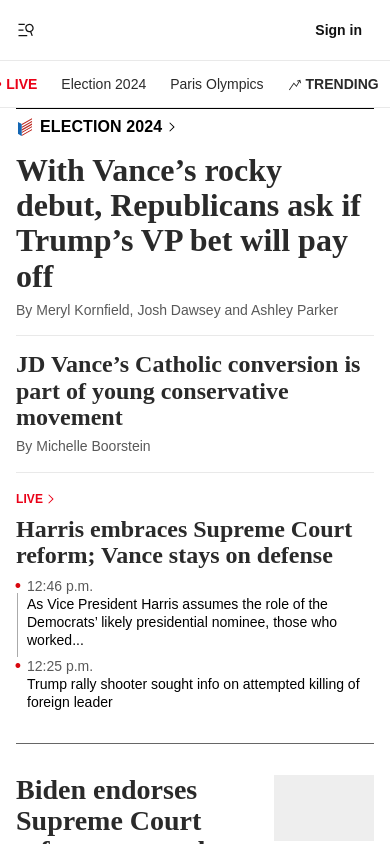 Sign in
LIVE
Election 2024
Paris Olympics
TRENDING
ELECTION 2024
With Vance’s rocky
debut, Republicans ask if
Trump’s VP bet will pay
off
By Meryl Kornfield, Josh Dawsey and Ashley Parker
JD Vance’s Catholic conversion is
part of young conservative
movement
By Michelle Boorstein
LIVE
Harris embraces Supreme Court
reform; Vance stays on defense
12:46 p.m.
As Vice President Harris assumes the role of the
Democrats’ likely presidential nominee, those who
worked...
12:25 p.m.
Trump rally shooter sought info on attempted killing of
foreign leader
Biden endorses
Supreme Court